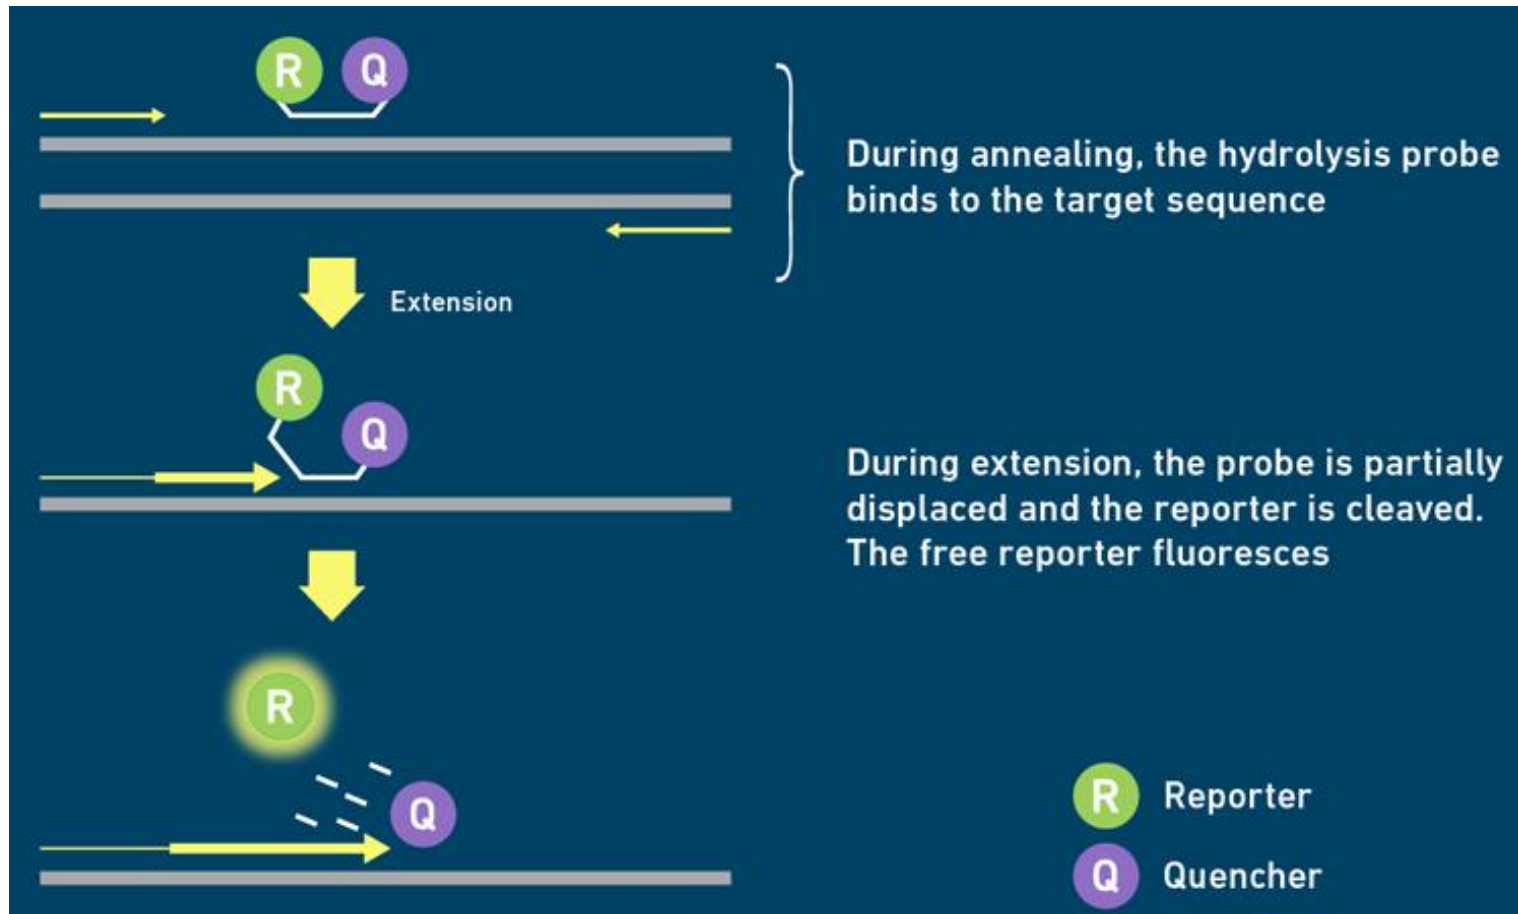 R Q
During annealing, the hydrolysis probe
binds to the target sequence
Extension
R
Q
During extension, the probe is partially
displaced and the reporter is cleaved.
The free reporter fluoresces
R
Q
R Reporter
Q Quencher